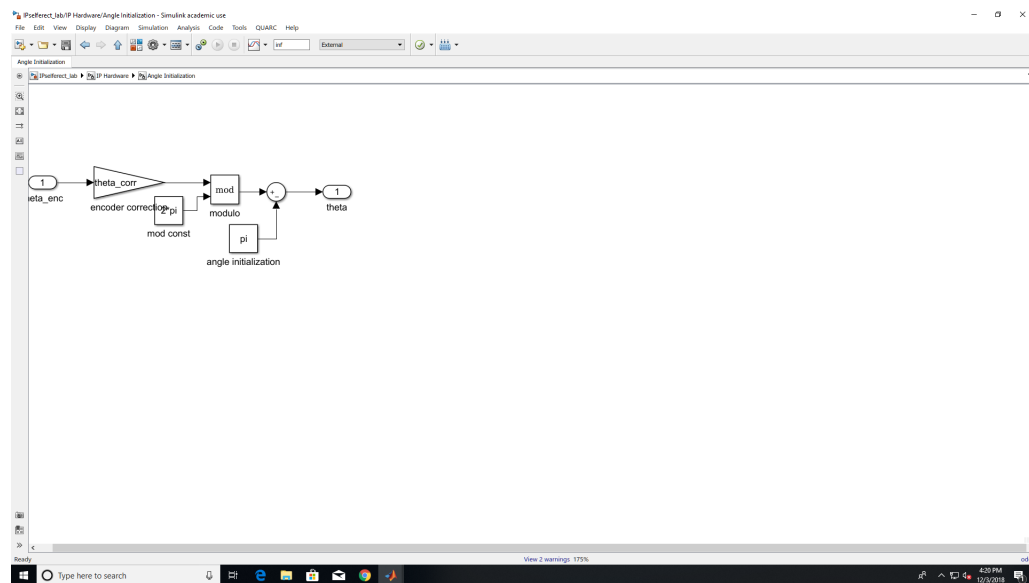 IPselferect_lab/IP Hardware/Angle Initialization - Simulink academic use
File Edit View Display Diagram Simulation Analysis Code Tools QUARC Help
inf External
Angle Initialization
IPselferect_lab IP Hardware Angle Initialization
1 theta_corr mod + - 1
eta_enc encoder correction 2*pi modulo theta
mod const pi
angle initialization
Ready View 2 warnings 175% od
Type here to search 4:20 PM
12/3/2018